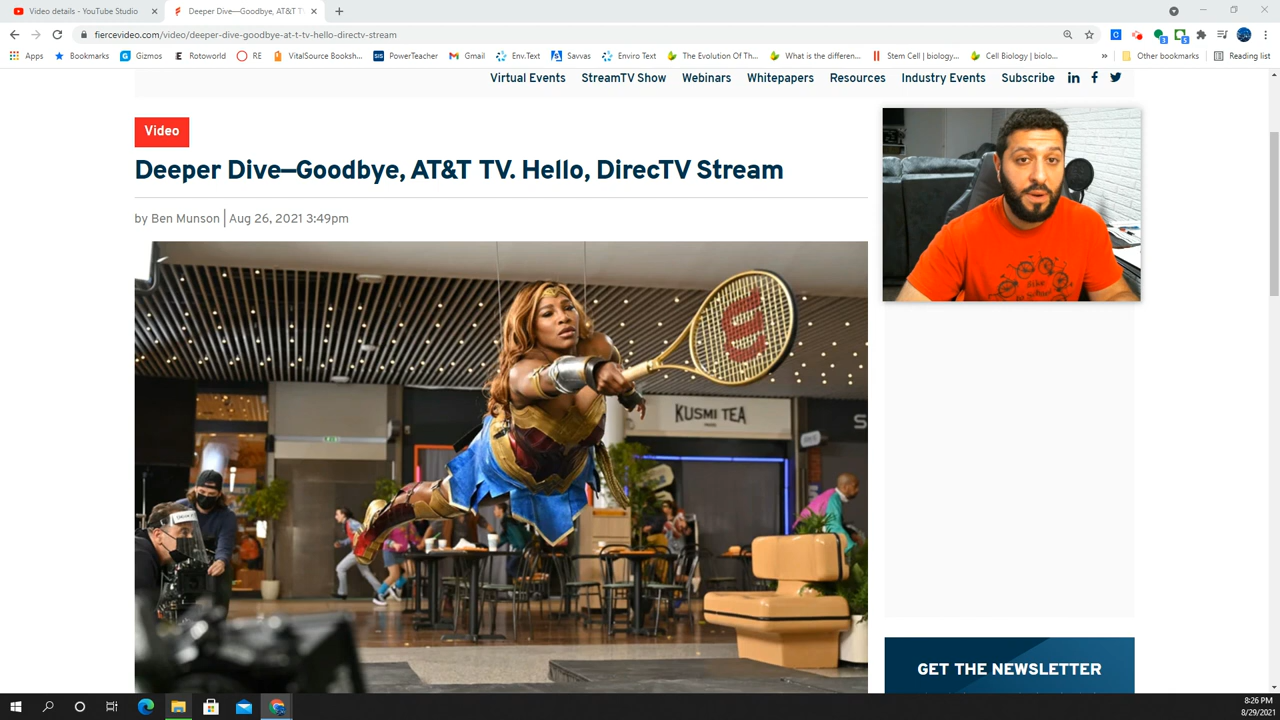 Video details - YouTube Studio
Deeper Dive—Goodbye, AT&T T
fiercevideo.com/video/deeper-dive-goodbye-at-t-tv-hello-directv-stream
Apps Bookmarks Gizmos Rotoworld RE VitalSource Booksh... PowerTeacher Gmail Env.Text Savvas Enviro Text The Evolution Of Th... What is the differen... Stem Cell | biology... Cell Biology | biolo... » Other bookmarks Reading list
Virtual Events StreamTV Show Webinars Whitepapers Resources Industry Events Subscribe
Video
Deeper Dive—Goodbye, AT&T TV. Hello, DirecTV Stream
by Ben Munson | Aug 26, 2021 3:49pm
KUSMI TEA
GET THE NEWSLETTER
8:26 PM
8/29/2021